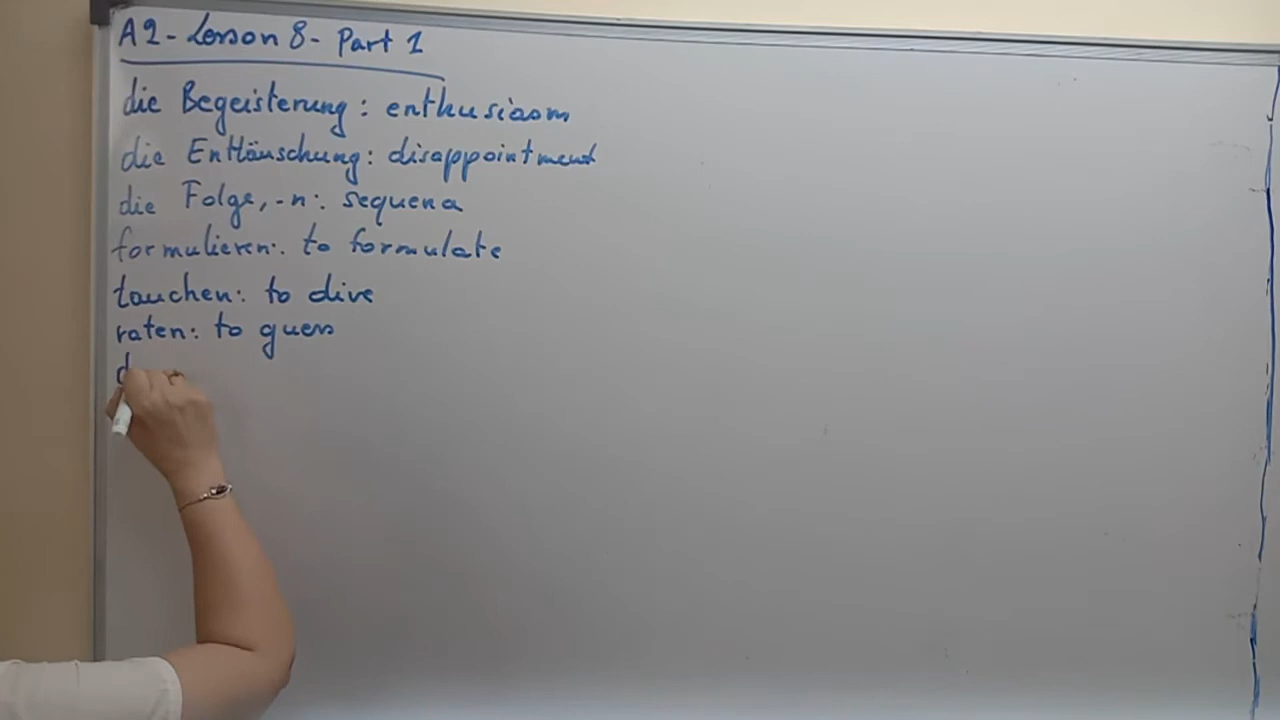 A2 - Lesson 8 - Part 1
die Begeisterung : enthusiasm
die Enttäuschung : disappointment
die Folge, -n : sequence
formulieren : to formulate
tauchen : to dive
raten : to guess
d